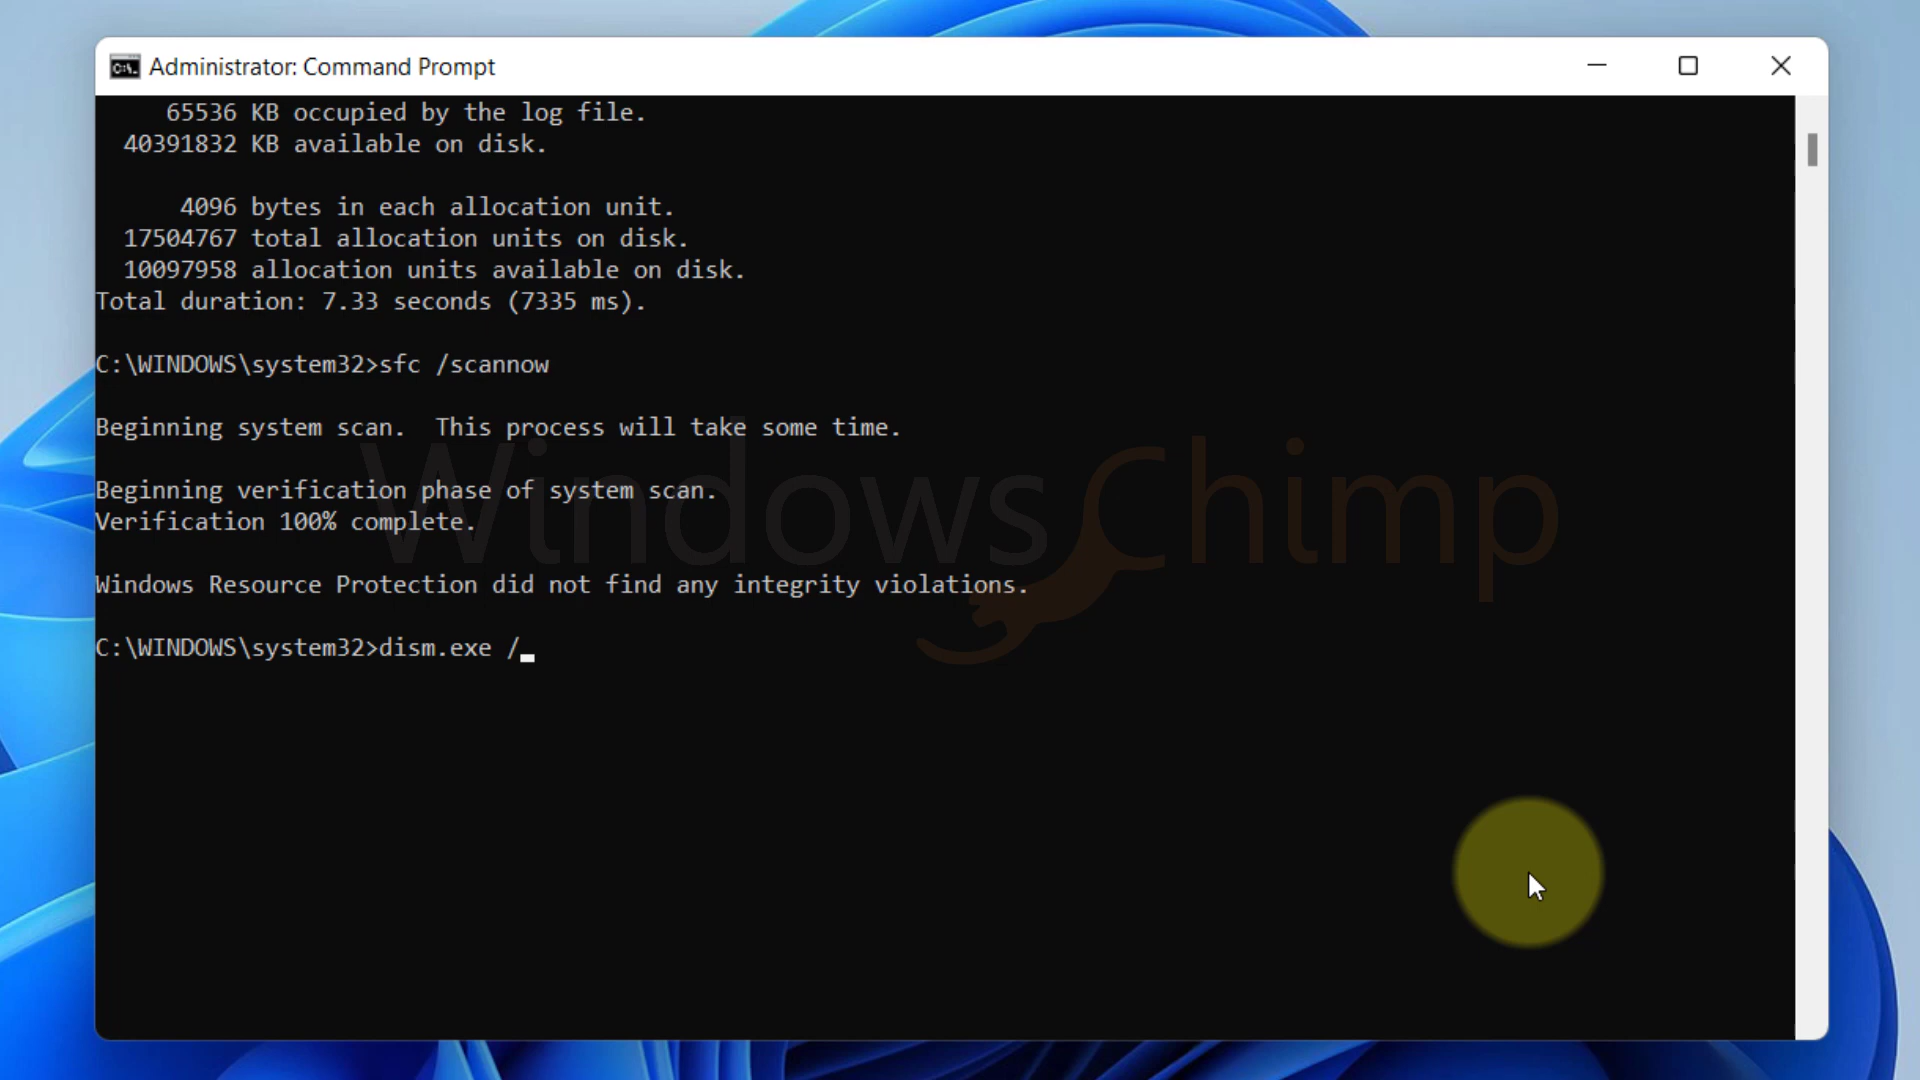 Administrator: Command Prompt
65536 KB occupied by the log file.
40391832 KB available on disk.
4096 bytes in each allocation unit.
17504767 total allocation units on disk.
10097958 allocation units available on disk.
Total duration: 7.33 seconds (7335 ms).
C:\WINDOWS\system32>sfc /scannow
Beginning system scan.  This process will take some time.
Beginning verification phase of system scan.
Verification 100% complete.
Windows Resource Protection did not find any integrity violations.
C:\WINDOWS\system32>dism.exe /
WindowsChimp